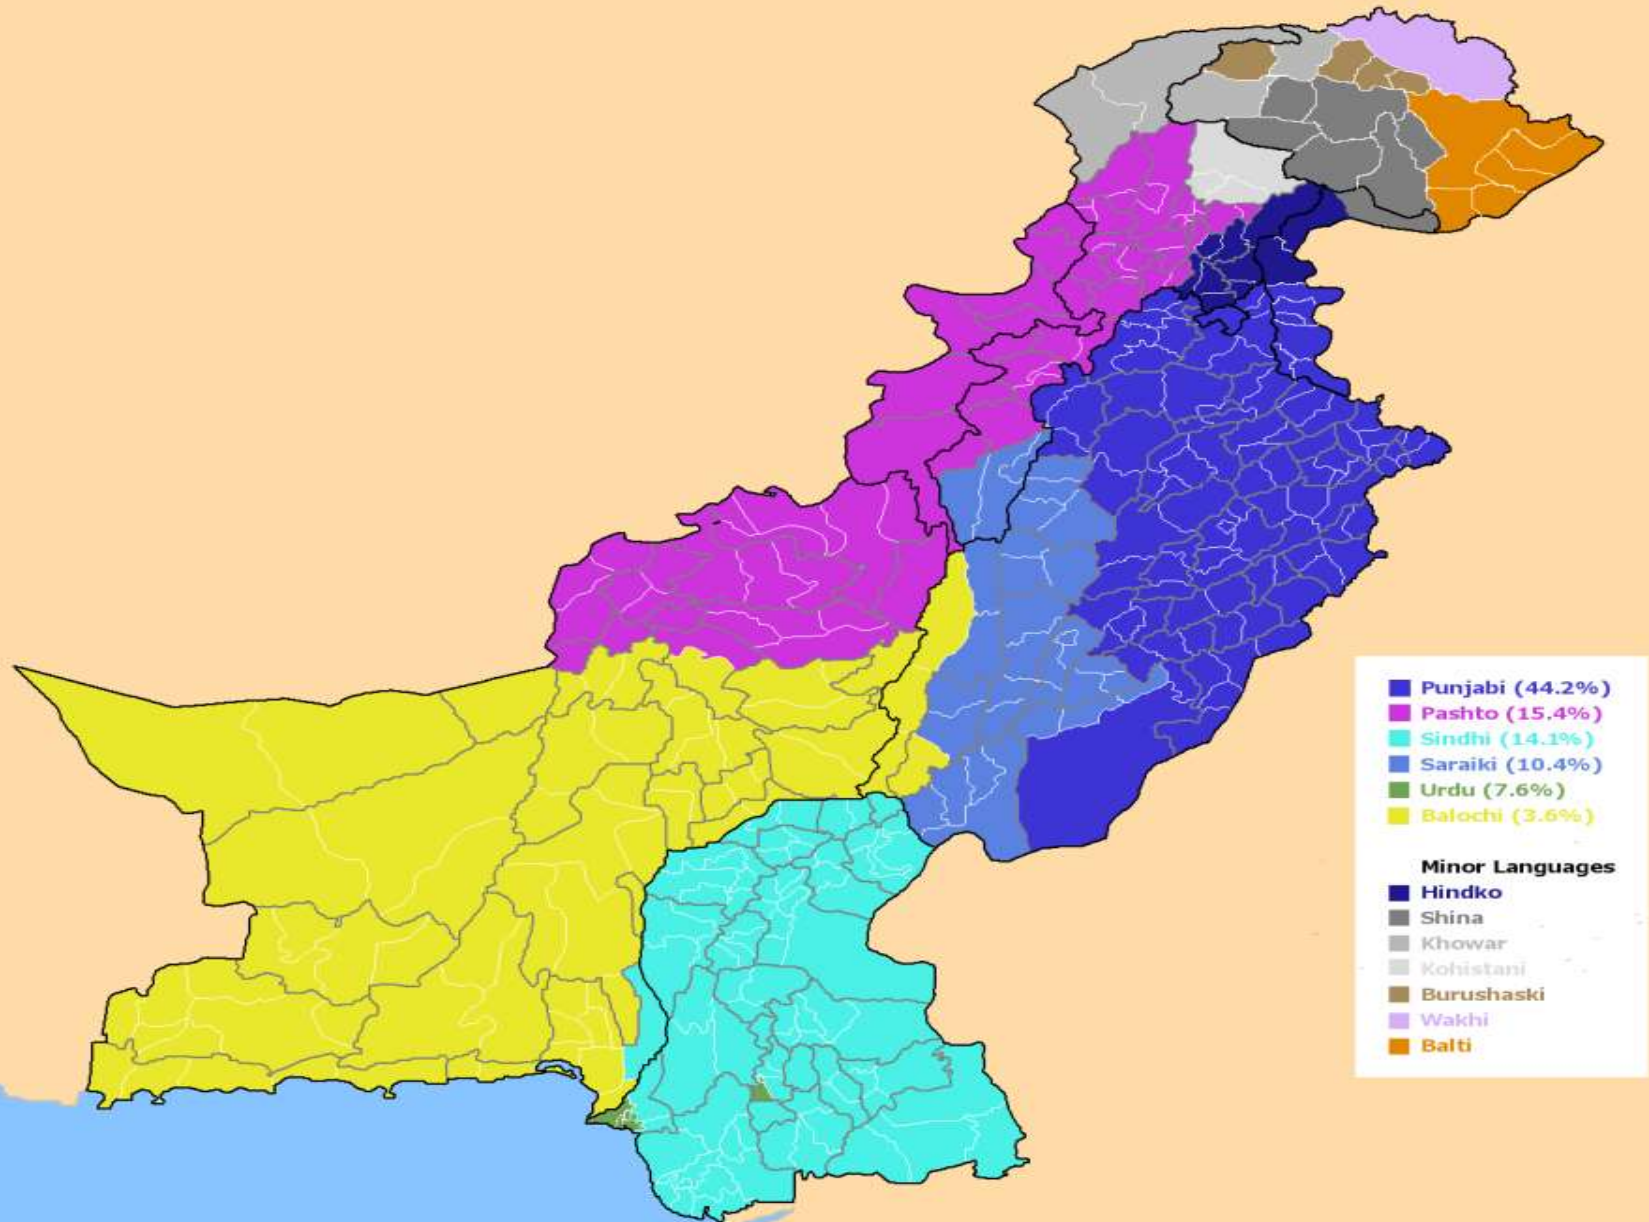 Punjabi (44.2%)
Pashto (15.4%)
Sindhi (14.1%)
Saraiki (10.4%)
Urdu (7.6%)
Balochi (3.6%)
Minor Languages
Hindko
Shina
Khowar
Kohistani
Burushaski
Wakhi
Balti